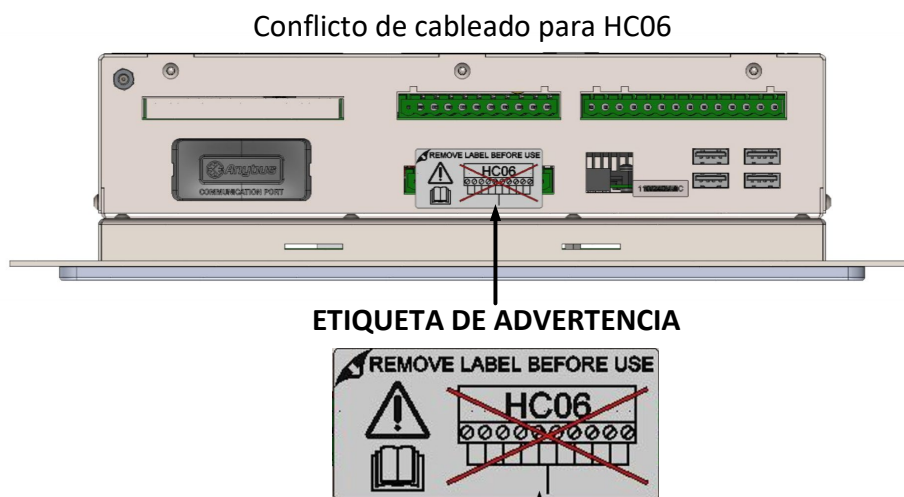 Conflicto de cableado para HC06
Anybus
COMMUNICATION PORT
REMOVE LABEL BEFORE USE
HC06
ETIQUETA DE ADVERTENCIA
REMOVE LABEL BEFORE USE
HC06